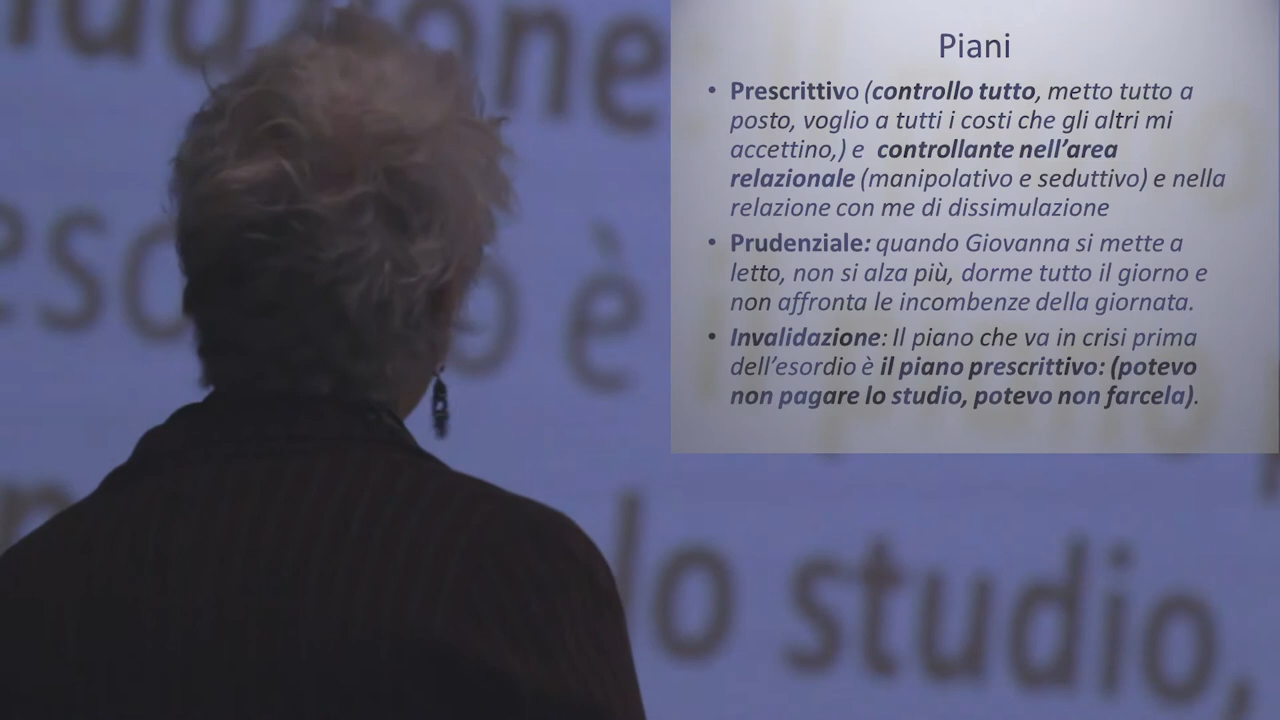 Piani
• Prescrittivo (controllo tutto, metto tutto a
posto, voglio a tutti i costi che gli altri mi
accettino,) e controllante nell’area
relazionale (manipolativo e seduttivo) e nella
relazione con me di dissimulazione
• Prudenziale: quando Giovanna si mette a
letto, non si alza più, dorme tutto il giorno e
non affronta le incombenze della giornata.
• Invalidazione: Il piano che va in crisi prima
dell’esordio è il piano prescrittivo: (potevo
non pagare lo studio, potevo non farcela).
è
lo studio,